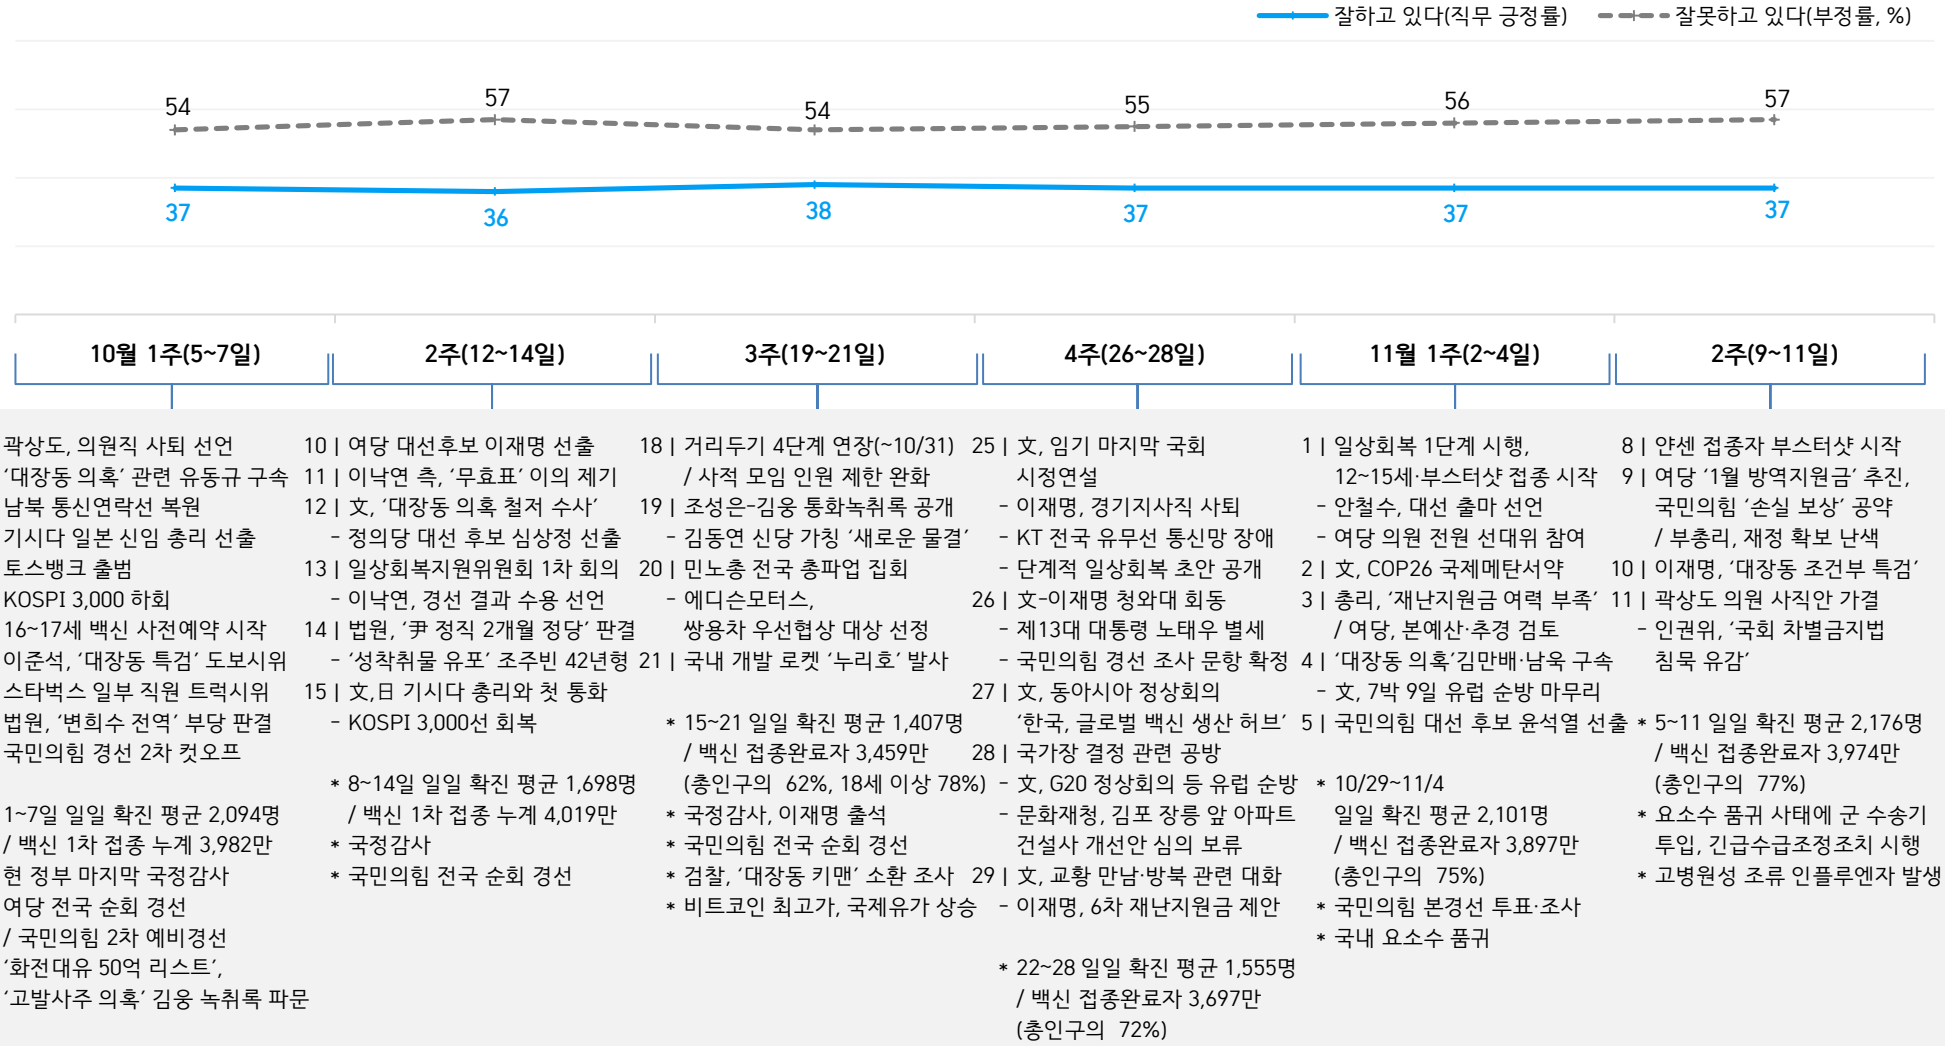 잘하고 있다(직무 긍정률)
잘못하고 있다(부정률, %)
54
57
54
55
56
57
37
36
38
37
37
37
10월 1주(5~7일)
2주(12~14일)
3주(19~21일)
4주(26~28일)
11월 1주(2~4일)
2주(9~11일)
곽상도, 의원직 사퇴 선언
‘대장동 의혹’ 관련 유동규 구속
남북 통신연락선 복원
기시다 일본 신임 총리 선출
토스뱅크 출범
KOSPI 3,000 하회
16~17세 백신 사전예약 시작
이준석, ‘대장동 특검’ 도보시위
스타벅스 일부 직원 트럭시위
법원, ‘변희수 전역’ 부당 판결
국민의힘 경선 2차 컷오프
1~7일 일일 확진 평균 2,094명
/ 백신 1차 접종 누계 3,982만
현 정부 마지막 국정감사
여당 전국 순회 경선
/ 국민의힘 2차 예비경선
‘화전대유 50억 리스트’,
‘고발사주 의혹’ 김웅 녹취록 파문
10 | 여당 대선후보 이재명 선출
11 | 이낙연 측, ‘무효표’ 이의 제기
12 | 文, ‘대장동 의혹 철저 수사’
- 정의당 대선 후보 심상정 선출
13 | 일상회복지원위원회 1차 회의
- 이낙연, 경선 결과 수용 선언
14 | 법원, ‘尹 정직 2개월 정당’ 판결
- ‘성착취물 유포’ 조주빈 42년형
15 | 文,日 기시다 총리와 첫 통화
- KOSPI 3,000선 회복
* 8~14일 일일 확진 평균 1,698명
/ 백신 1차 접종 누계 4,019만
* 국정감사
* 국민의힘 전국 순회 경선
18 | 거리두기 4단계 연장(~10/31)
/ 사적 모임 인원 제한 완화
19 | 조성은-김웅 통화녹취록 공개
- 김동연 신당 가칭 ‘새로운 물결’
20 | 민노총 전국 총파업 집회
- 에디슨모터스,
쌍용차 우선협상 대상 선정
21 | 국내 개발 로켓 ‘누리호’ 발사
* 15~21 일일 확진 평균 1,407명
/ 백신 접종완료자 3,459만
(총인구의 62%, 18세 이상 78%)
* 국정감사, 이재명 출석
* 국민의힘 전국 순회 경선
* 검찰, ‘대장동 키맨’ 소환 조사
* 비트코인 최고가, 국제유가 상승
25 | 文, 임기 마지막 국회
시정연설
- 이재명, 경기지사직 사퇴
- KT 전국 유무선 통신망 장애
- 단계적 일상회복 초안 공개
26 | 文-이재명 청와대 회동
- 제13대 대통령 노태우 별세
- 국민의힘 경선 조사 문항 확정
27 | 文, 동아시아 정상회의
‘한국, 글로벌 백신 생산 허브’
28 | 국가장 결정 관련 공방
- 文, G20 정상회의 등 유럽 순방
- 문화재청, 김포 장릉 앞 아파트
건설사 개선안 심의 보류
29 | 文, 교황 만남·방북 관련 대화
- 이재명, 6차 재난지원금 제안
* 22~28 일일 확진 평균 1,555명
/ 백신 접종완료자 3,697만
(총인구의 72%)
1 | 일상회복 1단계 시행,
12~15세·부스터샷 접종 시작
- 안철수, 대선 출마 선언
- 여당 의원 전원 선대위 참여
2 | 文, COP26 국제메탄서약
3 | 총리, ‘재난지원금 여력 부족’
/ 여당, 본예산·추경 검토
4 | ‘대장동 의혹’김만배·남욱 구속
- 文, 7박 9일 유럽 순방 마무리
5 | 국민의힘 대선 후보 윤석열 선출
* 10/29~11/4
일일 확진 평균 2,101명
/ 백신 접종완료자 3,897만
(총인구의 75%)
* 국민의힘 본경선 투표·조사
* 국내 요소수 품귀
8 | 얀센 접종자 부스터샷 시작
9 | 여당 ‘1월 방역지원금’ 추진,
국민의힘 ‘손실 보상’ 공약
/ 부총리, 재정 확보 난색
10 | 이재명, ‘대장동 조건부 특검’
11 | 곽상도 의원 사직안 가결
- 인권위, ‘국회 차별금지법
침묵 유감’
* 5~11 일일 확진 평균 2,176명
/ 백신 접종완료자 3,974만
(총인구의 77%)
* 요소수 품귀 사태에 군 수송기
투입, 긴급수급조정조치 시행
* 고병원성 조류 인플루엔자 발생